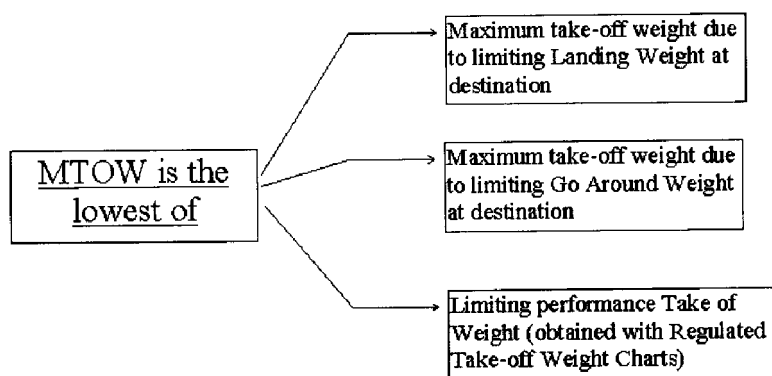 MTOW is the
lowest of
Maximum take-off weight due
to limiting Landing Weight at
destination
Maximum take-off weight due
to limiting Go Around Weight
at destination
Limiting performance Take of
Weight (obtained with Regulated
Take-off Weight Charts)